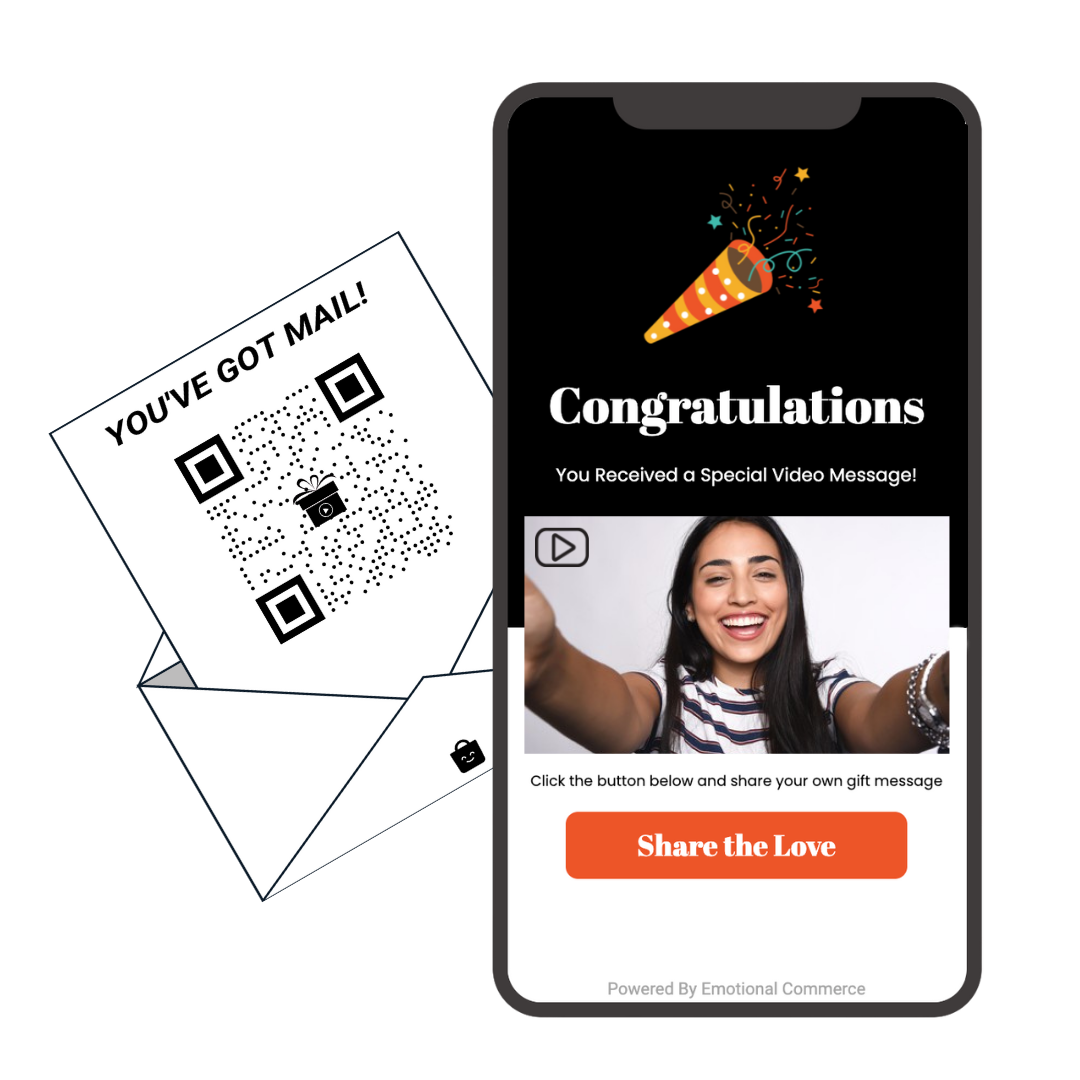 YOU'VE GOT MAIL!
Congratulations
You Received a Special Video Message!
Click the button below and share your own gift message
Share the Love
Powered By Emotional Commerce